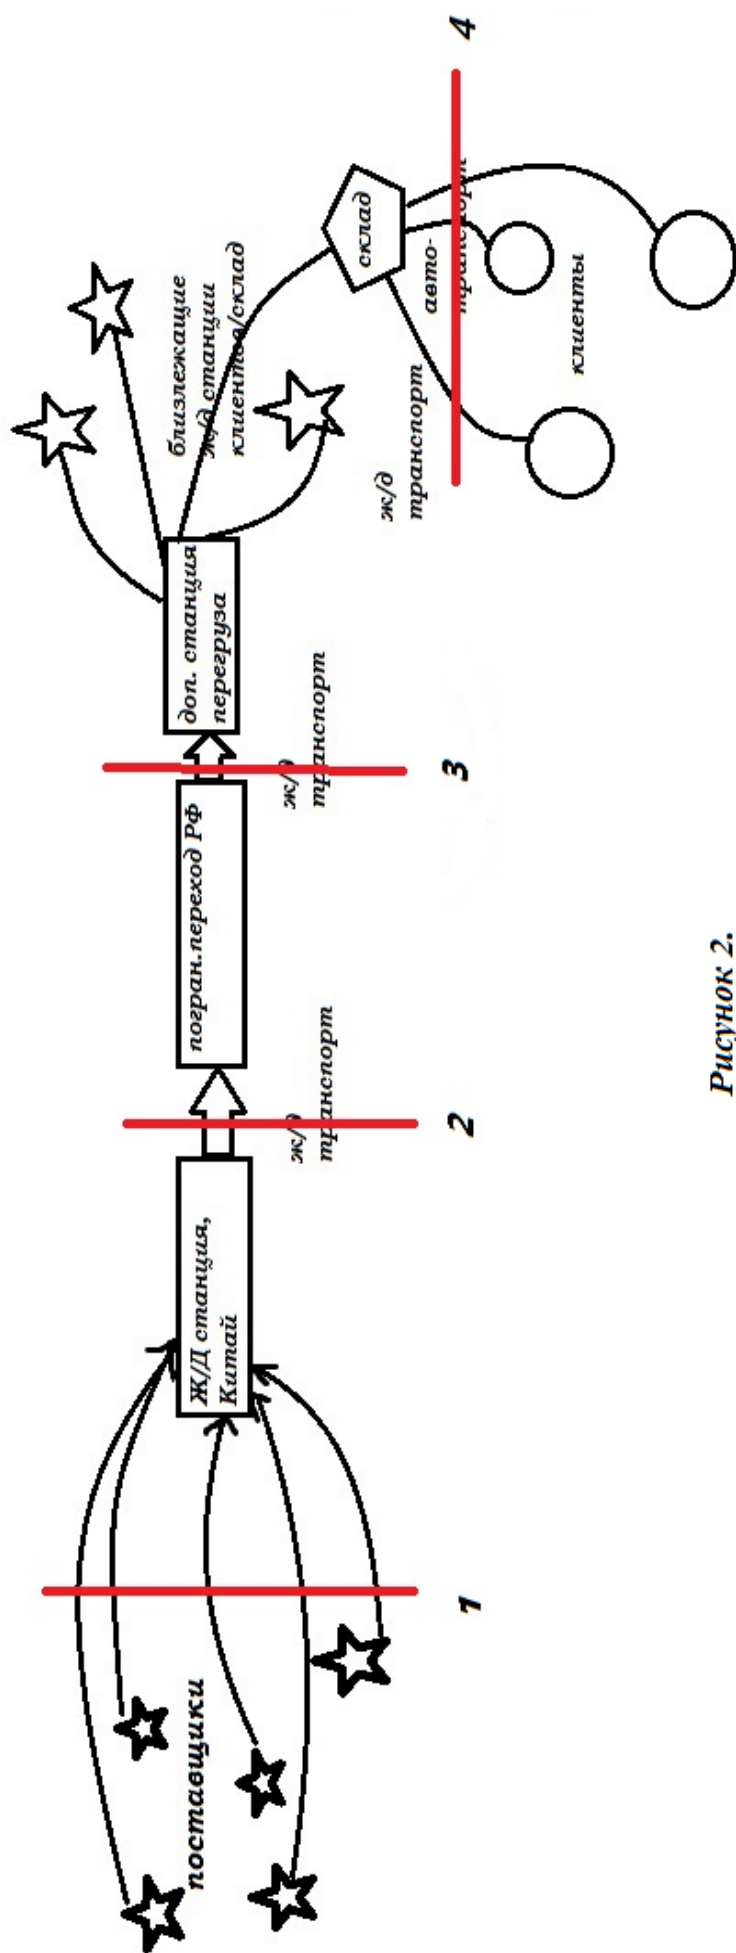 поставщики
1
Ж/Д станция,
Китай
ж/д
транспорт
2
погран.переход РФ
ж/д
транспорт
3
доп. станция
перегруза
близлежащие
ж/д станции
клиентов/склад
ж/д
транспорт
склад
авто-
транспорт
клиенты
4
Рисунок 2.